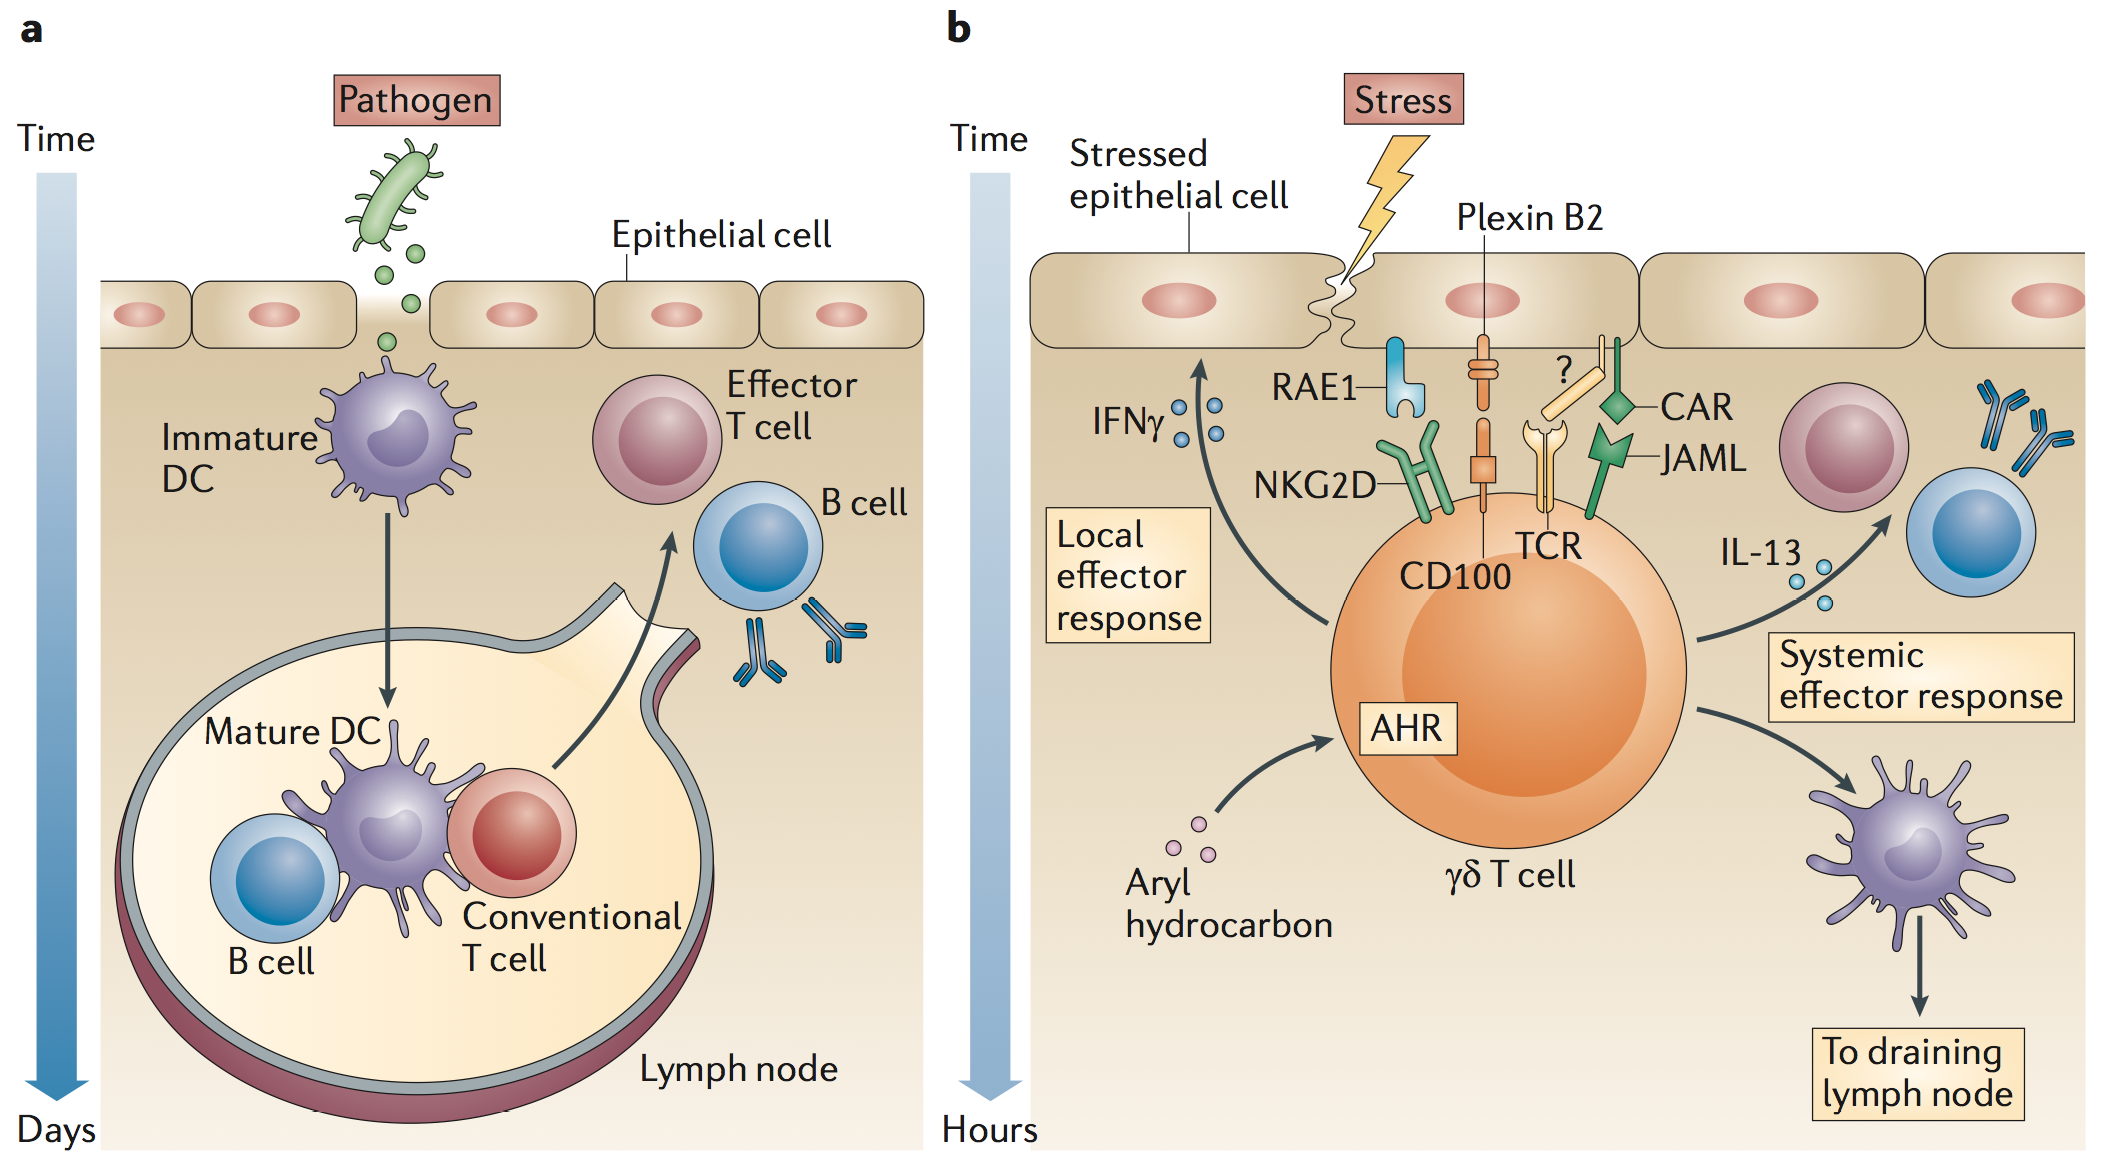 a
Pathogen
Time
Epithelial cell
Immature
DC
Effector
T cell
B cell
Mature DC
B cell
Conventional
T cell
Lymph node
Days
b
Stress
Time
Stressed
epithelial cell
Plexin B2
RAE1
?
CAR
IFNγ
NKG2D
JAML
Local
effector
response
TCR
CD100
IL-13
Systemic
effector response
AHR
Aryl
hydrocarbon
γδ T cell
To draining
lymph node
Hours